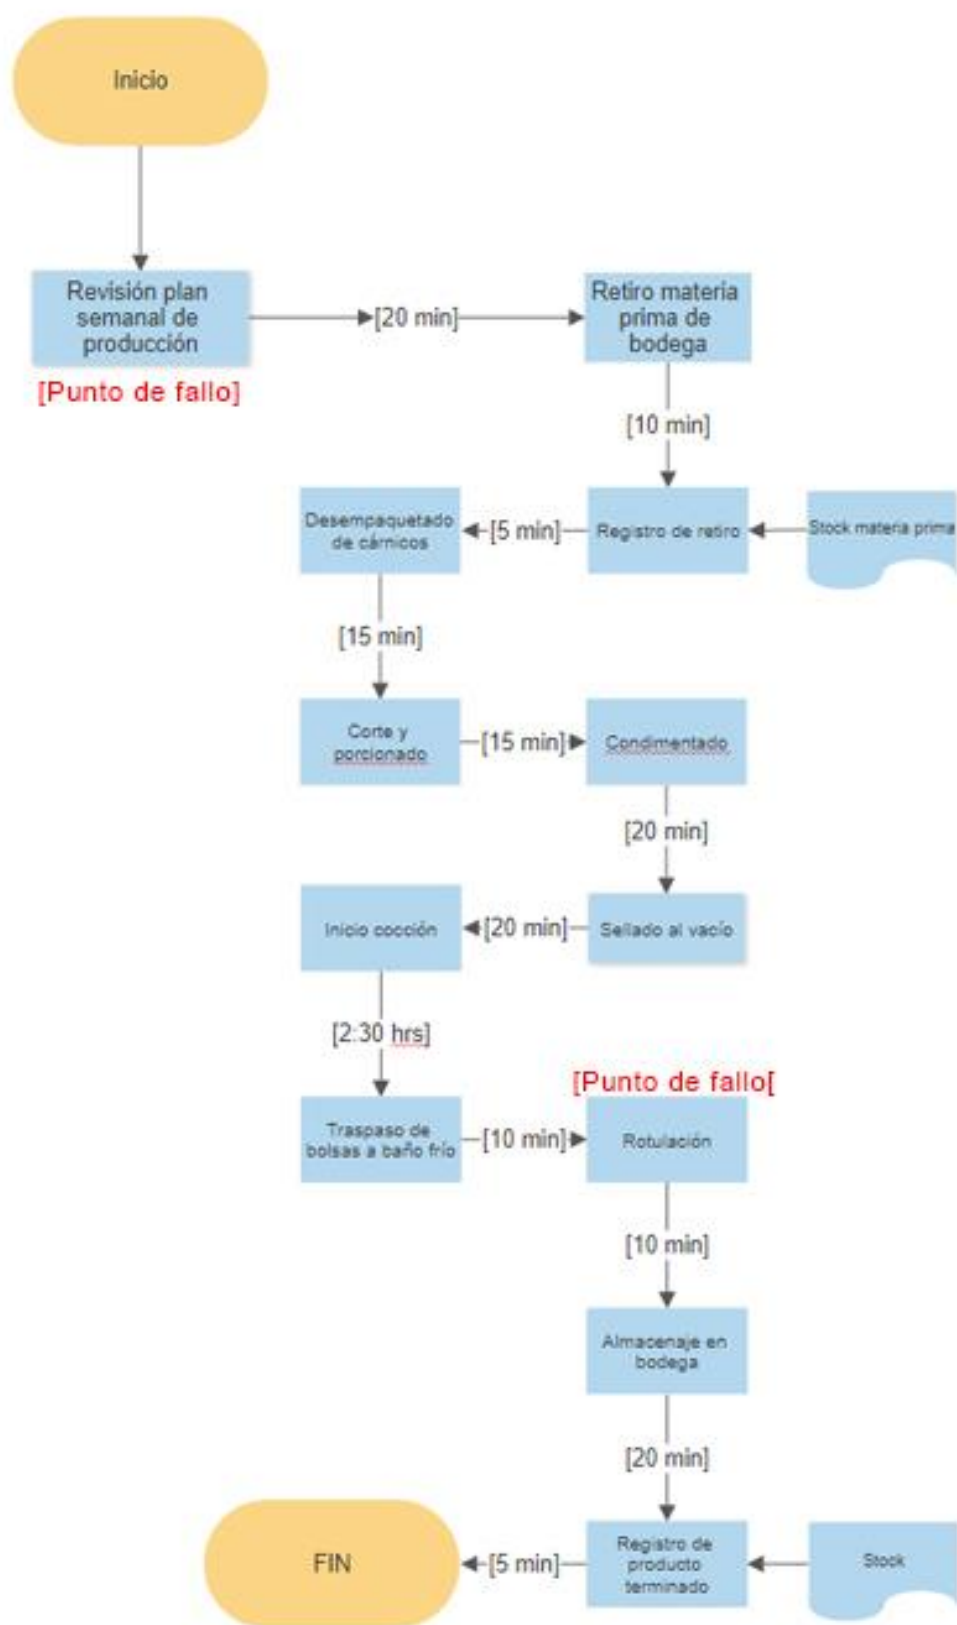 Inicio
Revisión plan
semanal de
producción
[Punto de fallo]
[20 min]
Retiro materia
prima de
bodega
[10 min]
Stock materia prima
Registro de retiro
[5 min]
Desempaquetado
de cárnicos
[15 min]
Corte y
porcionado
[15 min]
Condimentado
[20 min]
Sellado al vacío
[20 min]
Inicio cocción
[2:30 hrs]
Traspaso de
bolsas a baño frío
[10 min]
[Punto de fallo[
Rotulación
[10 min]
Almacenaje en
bodega
[20 min]
Registro de
producto
terminado
Stock
[5 min]
FIN